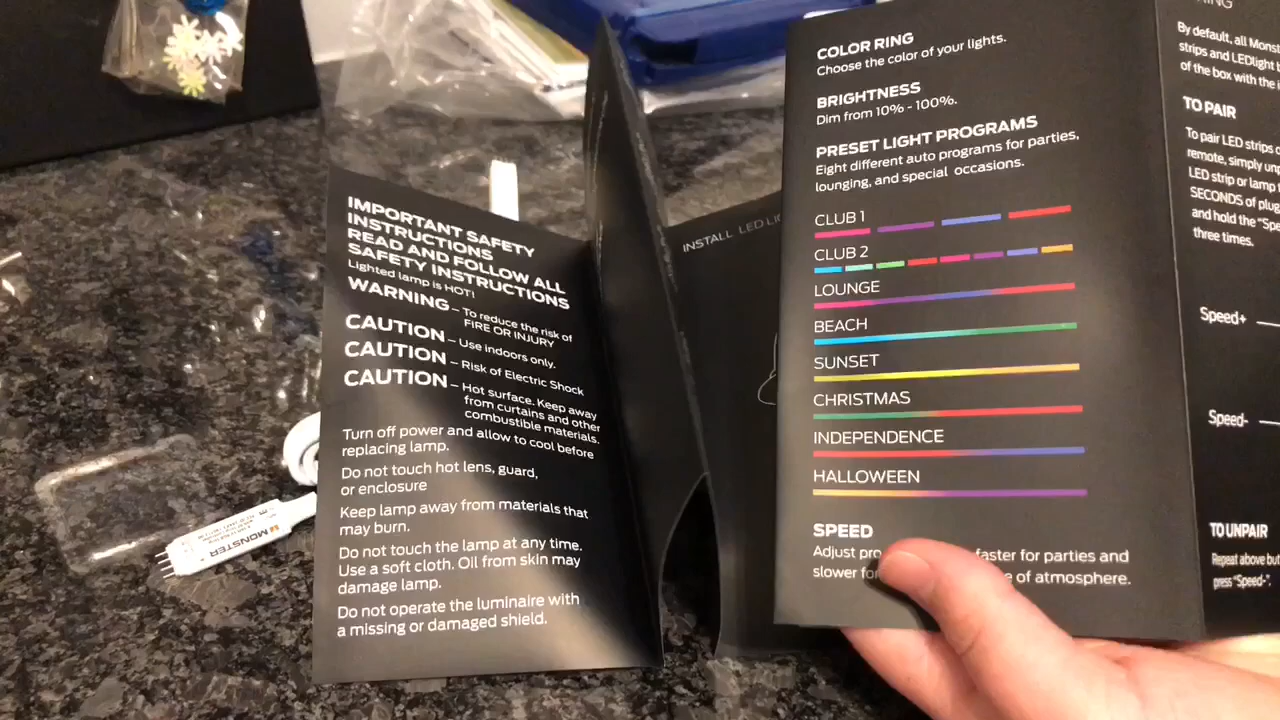 IMPORTANT SAFETY
INSTRUCTIONS
READ AND FOLLOW ALL
SAFETY INSTRUCTIONS
Lighted lamp is HOT!
WARNING – To reduce the risk of
FIRE OR INJURY
CAUTION – Use indoors only.
CAUTION – Risk of Electric Shock
CAUTION – Hot surface. Keep away
from curtains and other
combustible materials.
Turn off power and allow to cool before
replacing lamp.
Do not touch hot lens, guard,
or enclosure
Keep lamp away from materials that
may burn.
Do not touch the lamp at any time.
Use a soft cloth. Oil from skin may
damage lamp.
Do not operate the luminaire with
a missing or damaged shield.
MONSTER
INSTALL LED
COLOR RING
Choose the color of your lights.
BRIGHTNESS
Dim from 10% - 100%.
PRESET LIGHT PROGRAMS
Eight different auto programs for parties,
lounging, and special occasions.
CLUB 1
CLUB 2
LOUNGE
BEACH
SUNSET
CHRISTMAS
INDEPENDENCE
HALLOWEEN
SPEED
Adjust faster for parties and
slower of atmosphere.
By default, all
strips and LEDlight
of the box with the
TO PAIR
To pair LED strips
remote, simply
LED strip or lamp
SECONDS of
and hold the
three times.
Speed+
Speed-
TO UNPAIR
Repeat above
press "Speed-".